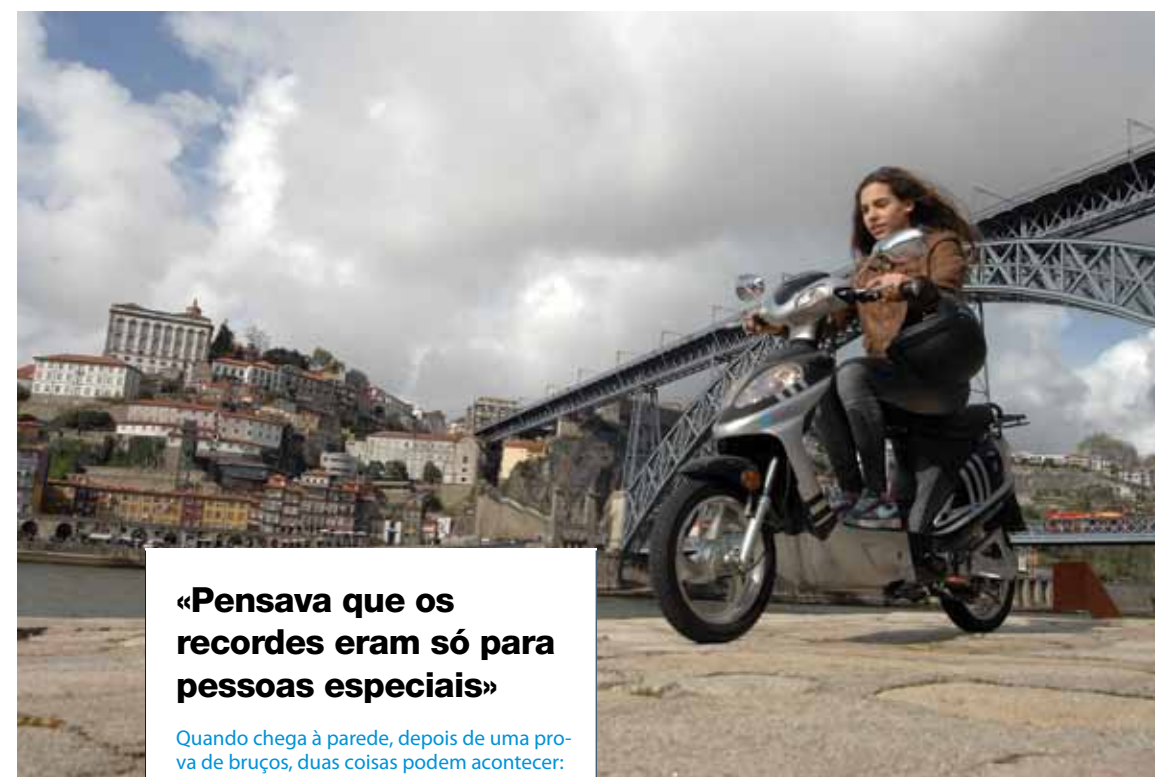 «Pensava que os
recordes eram só para
pessoas especiais»
Quando chega à parede, depois de uma pro-
va de bruços, duas coisas podem acontecer: